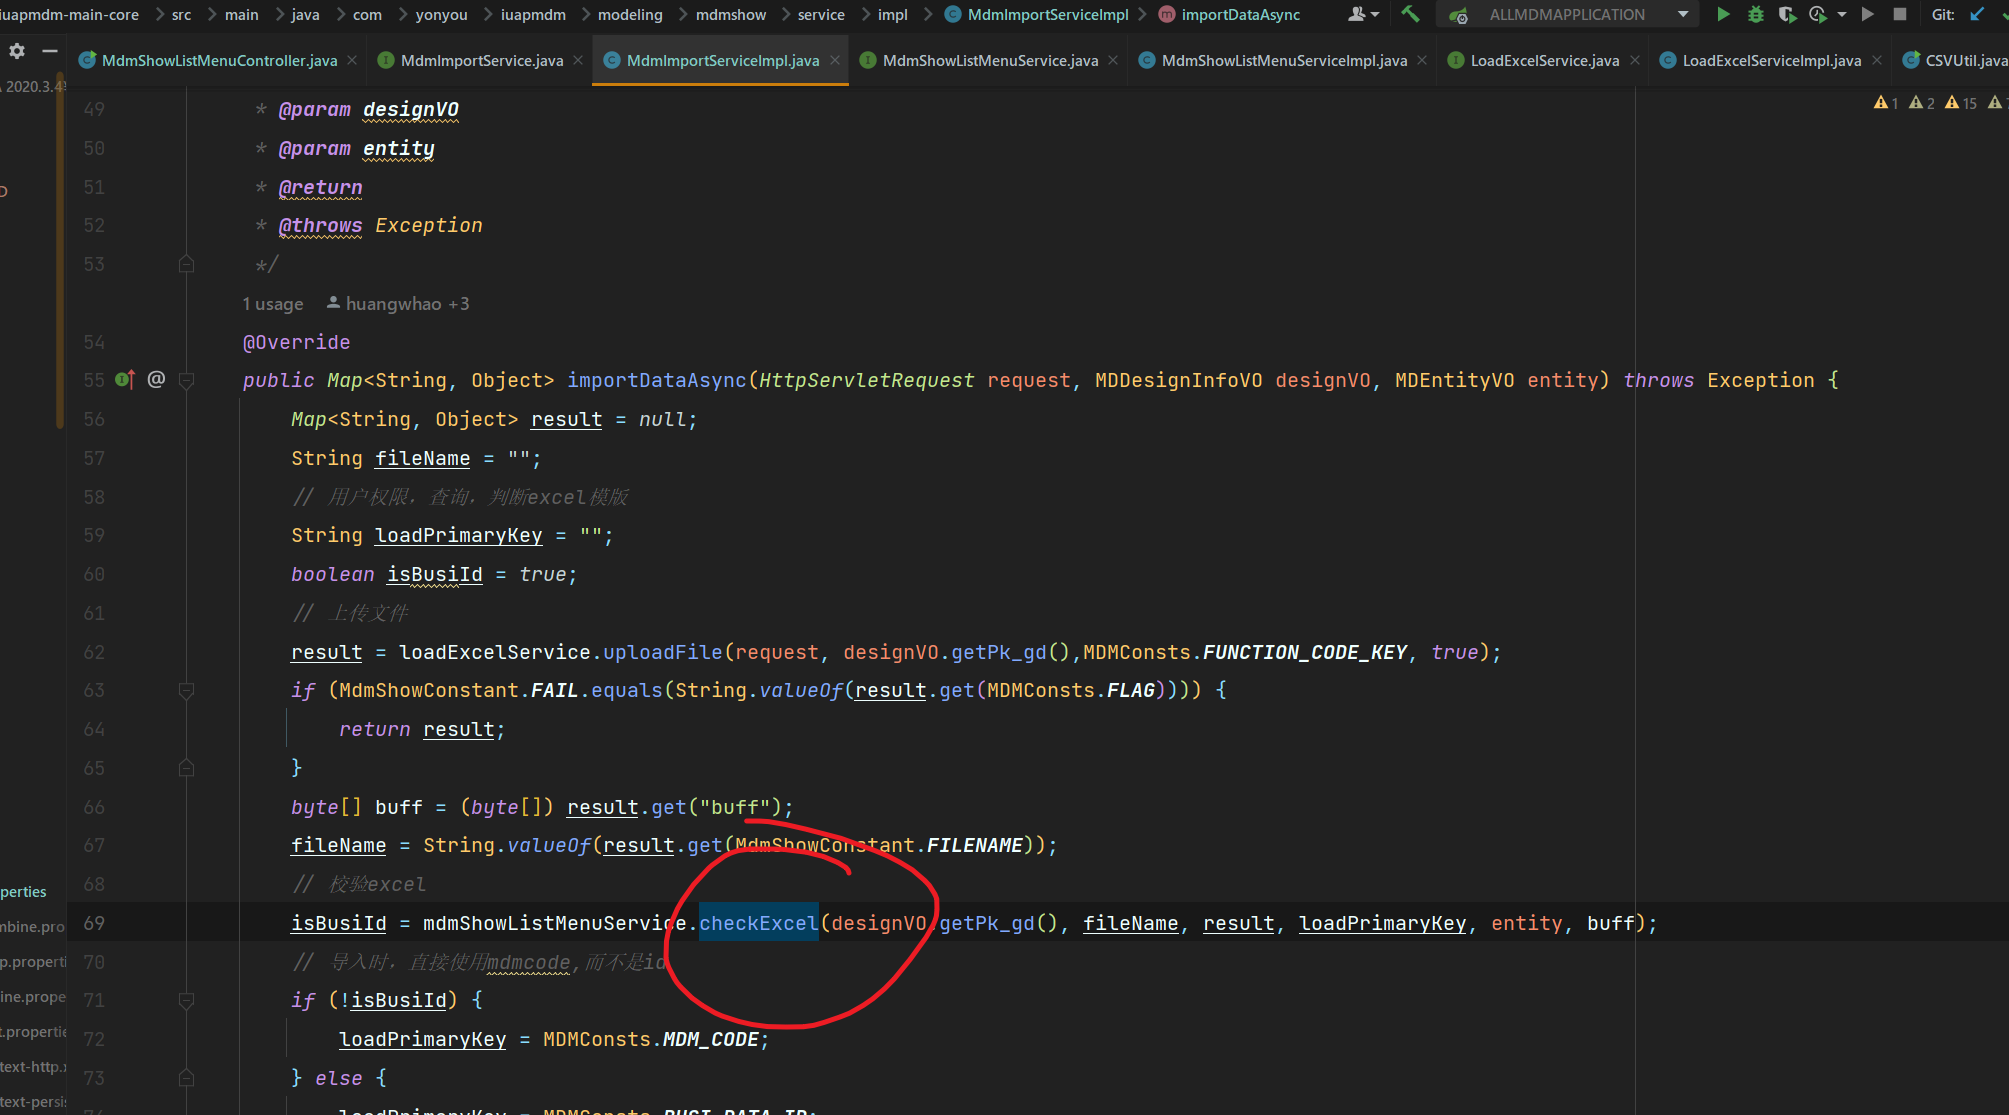 iuapmdm-main-core src main java com yonyou iuapmdm modeling mdmshow service impl MdmImportServiceImpl importDataAsync ALLMDMAPPLICATION Git:
MdmShowListMenuController.java MdmImportService.java MdmImportServiceImpl.java MdmShowListMenuService.java MdmShowListMenuServiceImpl.java LoadExcelService.java LoadExcelServiceImpl.java CSVUtil.java
2020.3.4
1 2 15
49 * @param designVO
50 * @param entity
51 * @return
52 * @throws Exception
53 */
1 usage huangwhao +3
54 @Override
55 public Map<String, Object> importDataAsync(HttpServletRequest request, MDDesignInfoVO designVO, MDEntityVO entity) throws Exception {
56 Map<String, Object> result = null;
57 String fileName = "";
58 // 用户权限，查询，判断excel模版
59 String loadPrimaryKey = "";
60 boolean isBusiId = true;
61 // 上传文件
62 result = loadExcelService.uploadFile(request, designVO.getPk_gd(),MDMConsts.FUNCTION_CODE_KEY, true);
63 if (MdmShowConstant.FAIL.equals(String.valueOf(result.get(MDMConsts.FLAG)))) {
64 return result;
65 }
66 byte[] buff = (byte[]) result.get("buff");
67 fileName = String.valueOf(result.get(MdmShowConstant.FILENAME));
68 // 校验excel
69 isBusiId = mdmShowListMenuService.checkExcel(designVO.getPk_gd(), fileName, result, loadPrimaryKey, entity, buff);
70 // 导入时，直接使用mdmcode,而不是id
71 if (!isBusiId) {
72 loadPrimaryKey = MDMConsts.MDM_CODE;
73 } else {
74 loadPrimaryKey = MDMConsts.BUSI_DATA_ID;
perties
mbine.pro
p.properti
ine.prope
t.propertie
text-http.x
text-persis